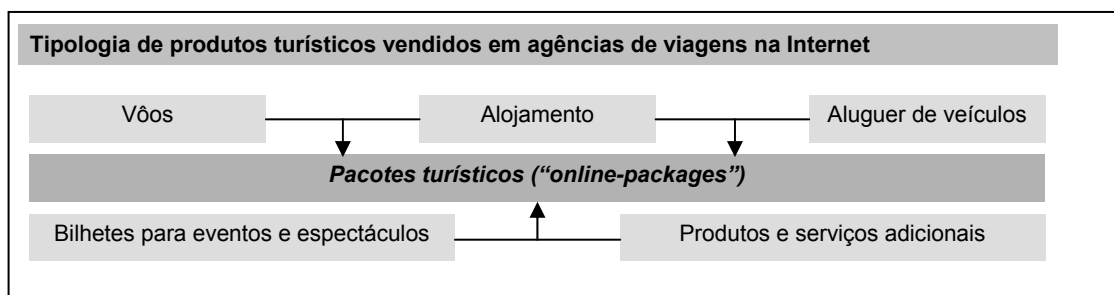 Tipologia de produtos turísticos vendidos em agências de viagens na Internet
Vôos
Alojamento
Aluguer de veículos
Pacotes turísticos (“online-packages”)
Bilhetes para eventos e espectáculos
Produtos e serviços adicionais